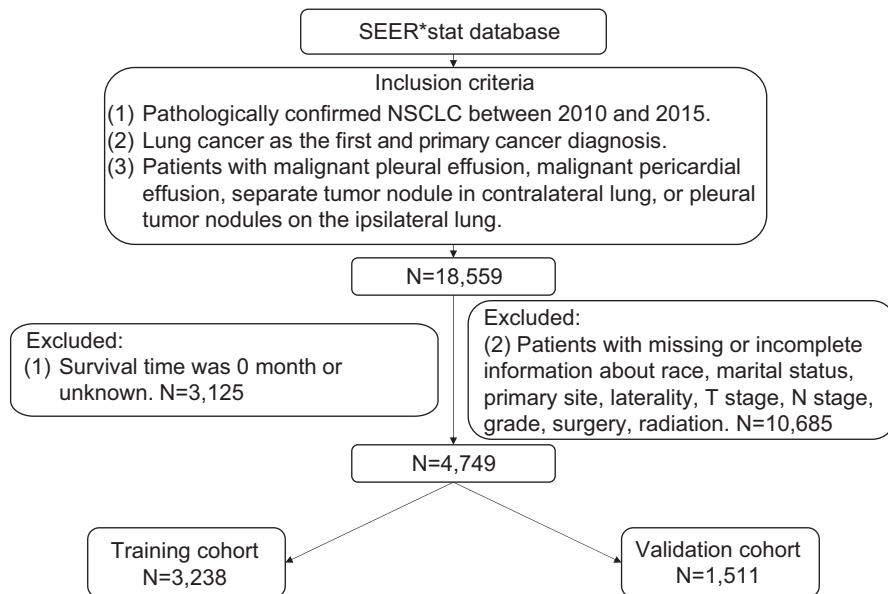 SEER*stat database
Inclusion criteria
(1) Pathologically confirmed NSCLC between 2010 and 2015.
(2) Lung cancer as the first and primary cancer diagnosis.
(3) Patients with malignant pleural effusion, malignant pericardial
effusion, separate tumor nodule in contralateral lung, or pleural
tumor nodules on the ipsilateral lung.
N=18,559
Excluded:
(1) Survival time was 0 month or
unknown. N=3,125
Excluded:
(2) Patients with missing or incomplete
information about race, marital status,
primary site, laterality, T stage, N stage,
grade, surgery, radiation. N=10,685
N=4,749
Training cohort
N=3,238
Validation cohort
N=1,511